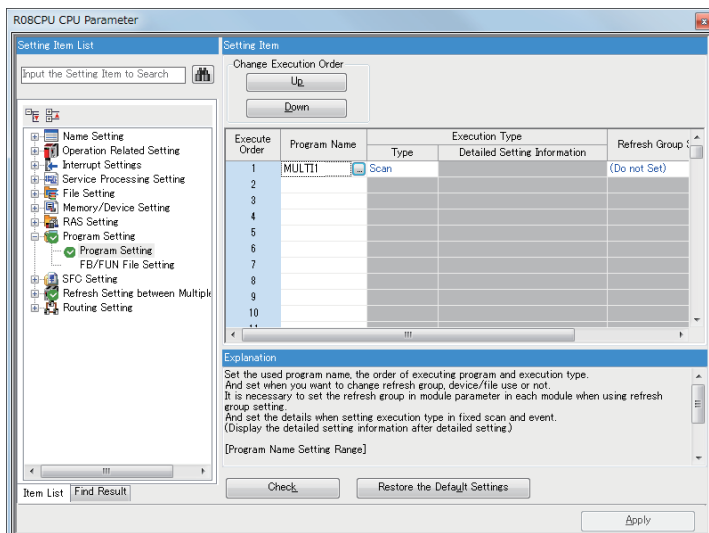 R08CPU CPU Parameter
Setting Item List
Input the Setting Item to Search
Name Setting
Operation Related Setting
Interrupt Settings
Service Processing Setting
File Setting
Memory/Device Setting
RAS Setting
Program Setting
Program Setting
FB/FUN File Setting
SFC Setting
Refresh Setting between Multiple
Routing Setting
Item List
Find Result
Setting Item
Change Execution Order
Up
Down
Execute Order
Program Name
Execution Type
Type
Detailed Setting Information
Refresh Group
1 MULTI1 ... Scan (Do not Set)
2
3
4
5
6
7
8
9
10
Explanation
Set the used program name, the order of executing program and execution type.
And set when you want to change refresh group, device/file use or not.
It is necessary to set the refresh group in module parameter in each module when using refresh
group setting.
And set the details when setting execution type in fixed scan and event.
(Display the detailed setting information after detailed setting.)
[Program Name Setting Range]
Check
Restore the Default Settings
Apply